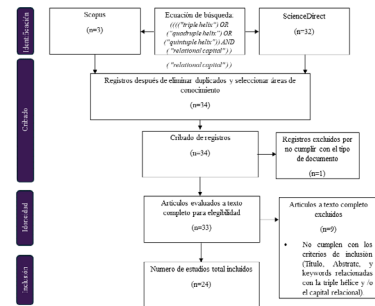 Identificación
Scopus
(n=3)
Ecuación de búsqueda.
(((("triple helix") OR
("quadruple helix") OR
("quintuple helix")) AND
( "relational capital" ) )
( "relational capital" ) )
ScienceDirect
(n=32)
Cribado
Registros después de eliminar duplicados y seleccionar áreas de
conocimiento
(n=34)
Cribado de registros
(n=34)
Registros excluidos por
no cumplir con el tipo
de documento
(n=1)
Idoneidad
Artículos evaluados a texto
completo para elegibilidad
(n=33)
Artículos a texto completo
excluidos
(n=9)
• No cumplen con los
criterios de inclusión
(Título, Abstrate, y
keywords relacionadas
con la triple hélice y /o
el capital relacional).
Inclusión
Numero de estudios total incluidos
(n=24)